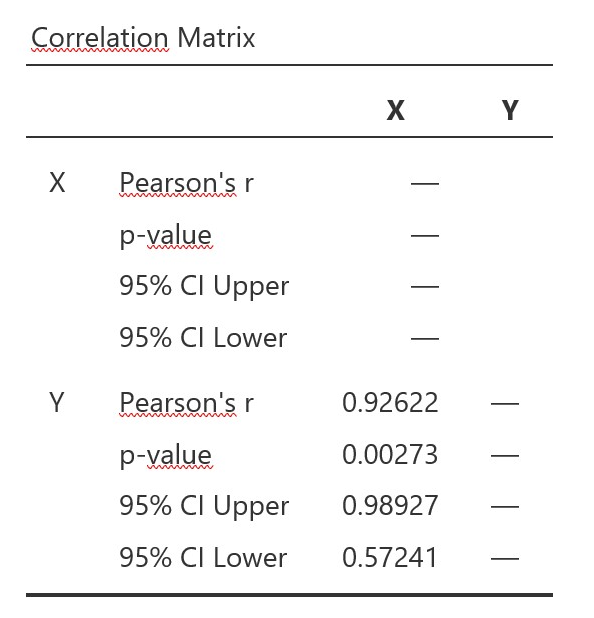 Correlation Matrix
X Y
X Pearson's r —
p-value —
95% CI Upper —
95% CI Lower —
Y Pearson's r 0.92622 —
p-value 0.00273 —
95% CI Upper 0.98927 —
95% CI Lower 0.57241 —